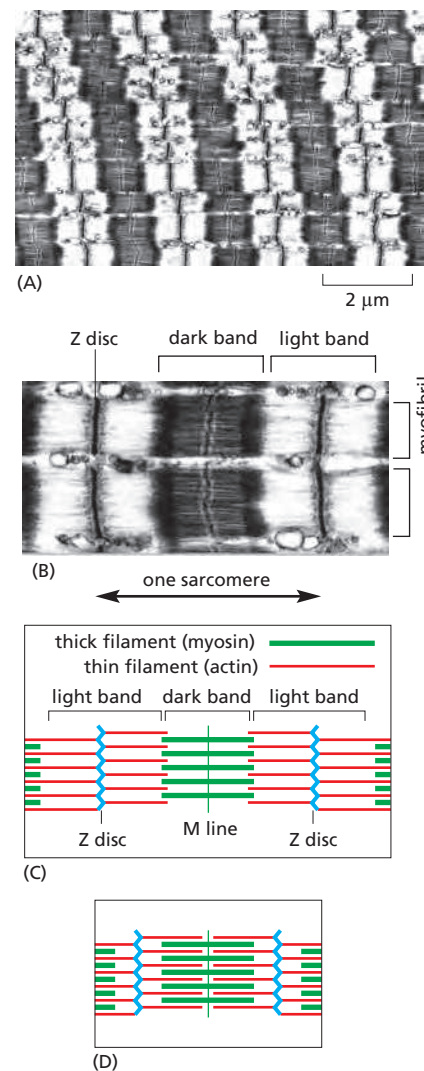 (A)
2 μm
Z disc
dark band
light band
myofibril
(B)
one sarcomere
thick filament (myosin)
thin filament (actin)
light band
dark band
light band
M line
Z disc
Z disc
(C)
(D)